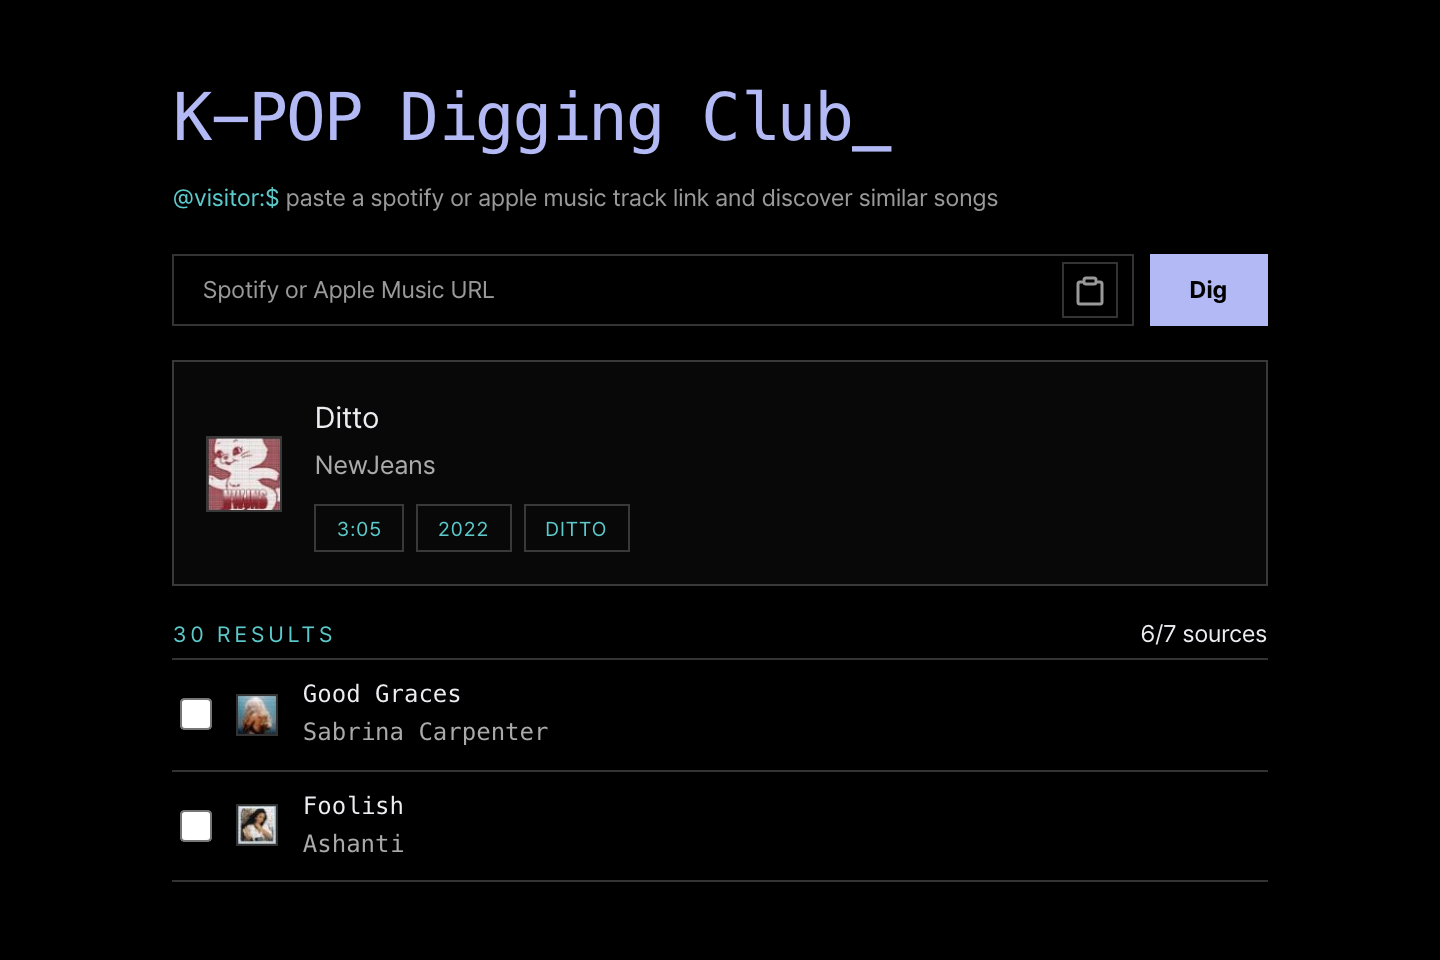 K–POP Digging Club_
@visitor:$ paste a spotify or apple music track link and discover similar songs
Spotify or Apple Music URL
Dig
Ditto
NewJeans
3:05
2022
DITTO
30 RESULTS
6/7 sources
Good Graces
Sabrina Carpenter
Foolish
Ashanti